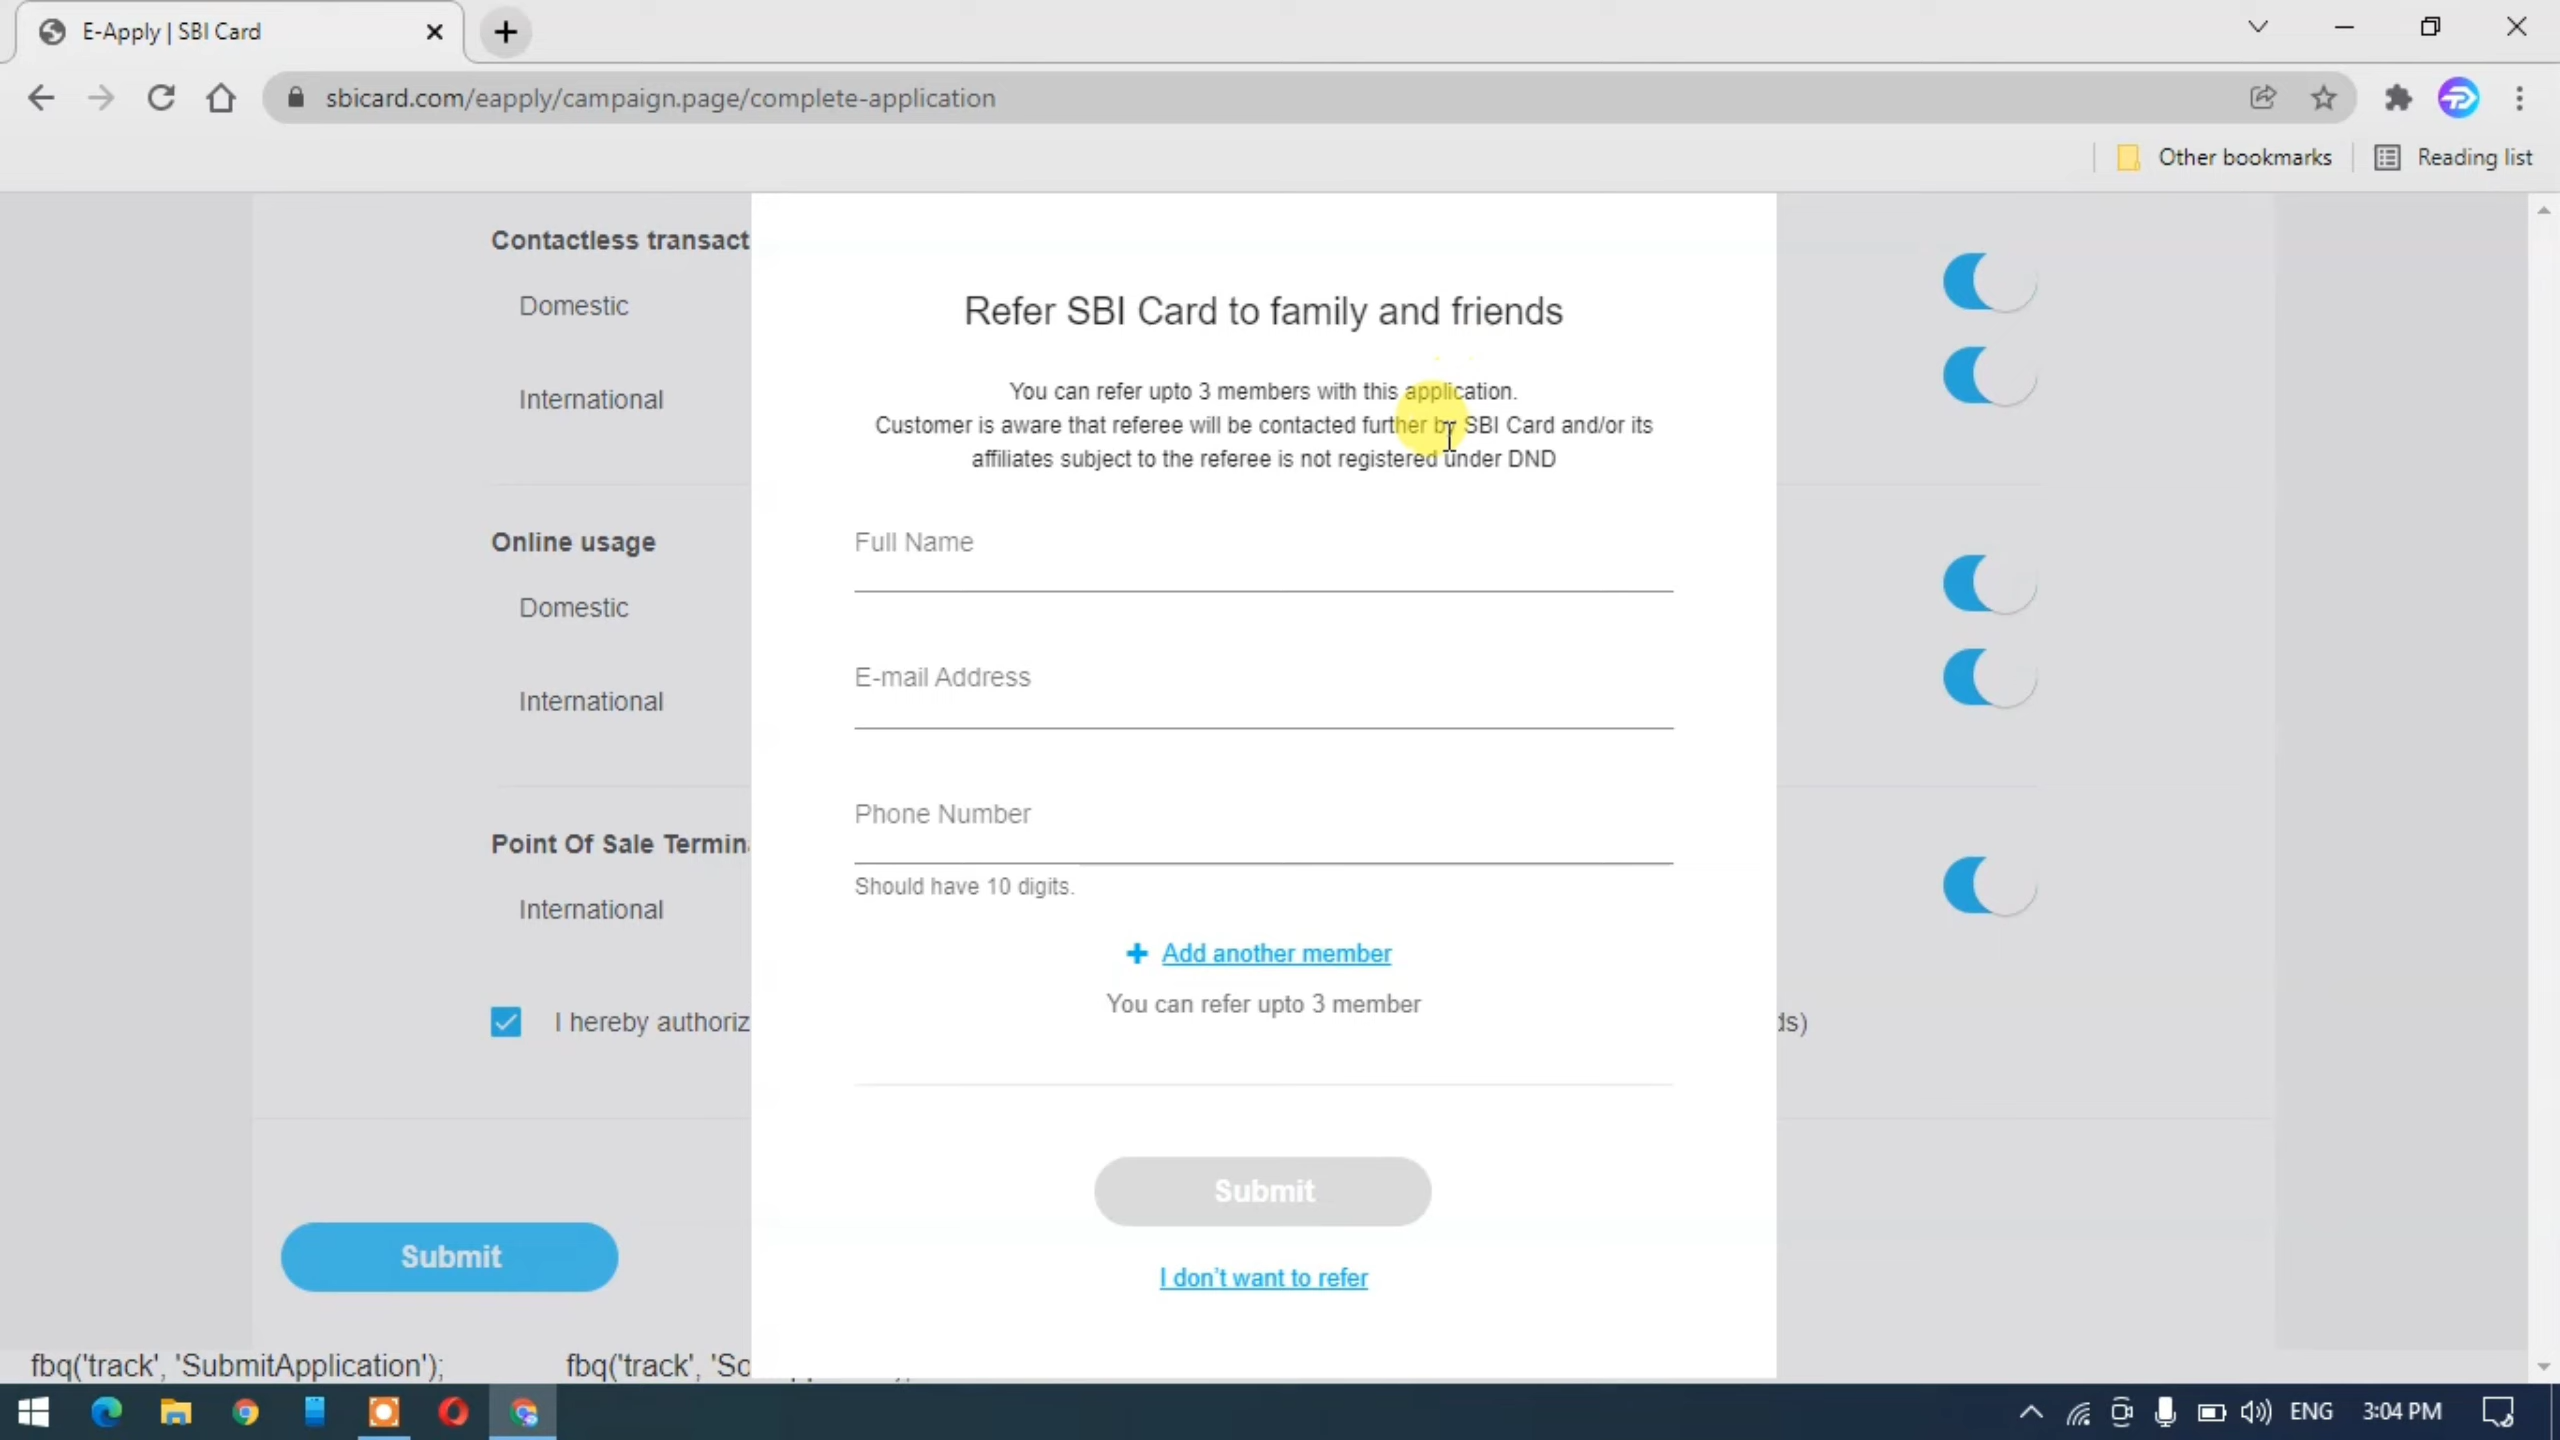 E-Apply | SBI Card
sbicard.com/eapply/campaign.page/complete-application
Other bookmarks
Reading list
Contactless transact
Domestic
International
Online usage
Domestic
International
Point Of Sale Termin
International
I hereby authoriz
ds)
Submit
fbq('track', 'SubmitApplication');
fbq('track', 'Sc
Refer SBI Card to family and friends
You can refer upto 3 members with this application.
Customer is aware that referee will be contacted further by SBI Card and/or its
affiliates subject to the referee is not registered under DND
Full Name
E-mail Address
Phone Number
Should have 10 digits.
+ Add another member
You can refer upto 3 member
Submit
I don't want to refer
ENG
3:04 PM